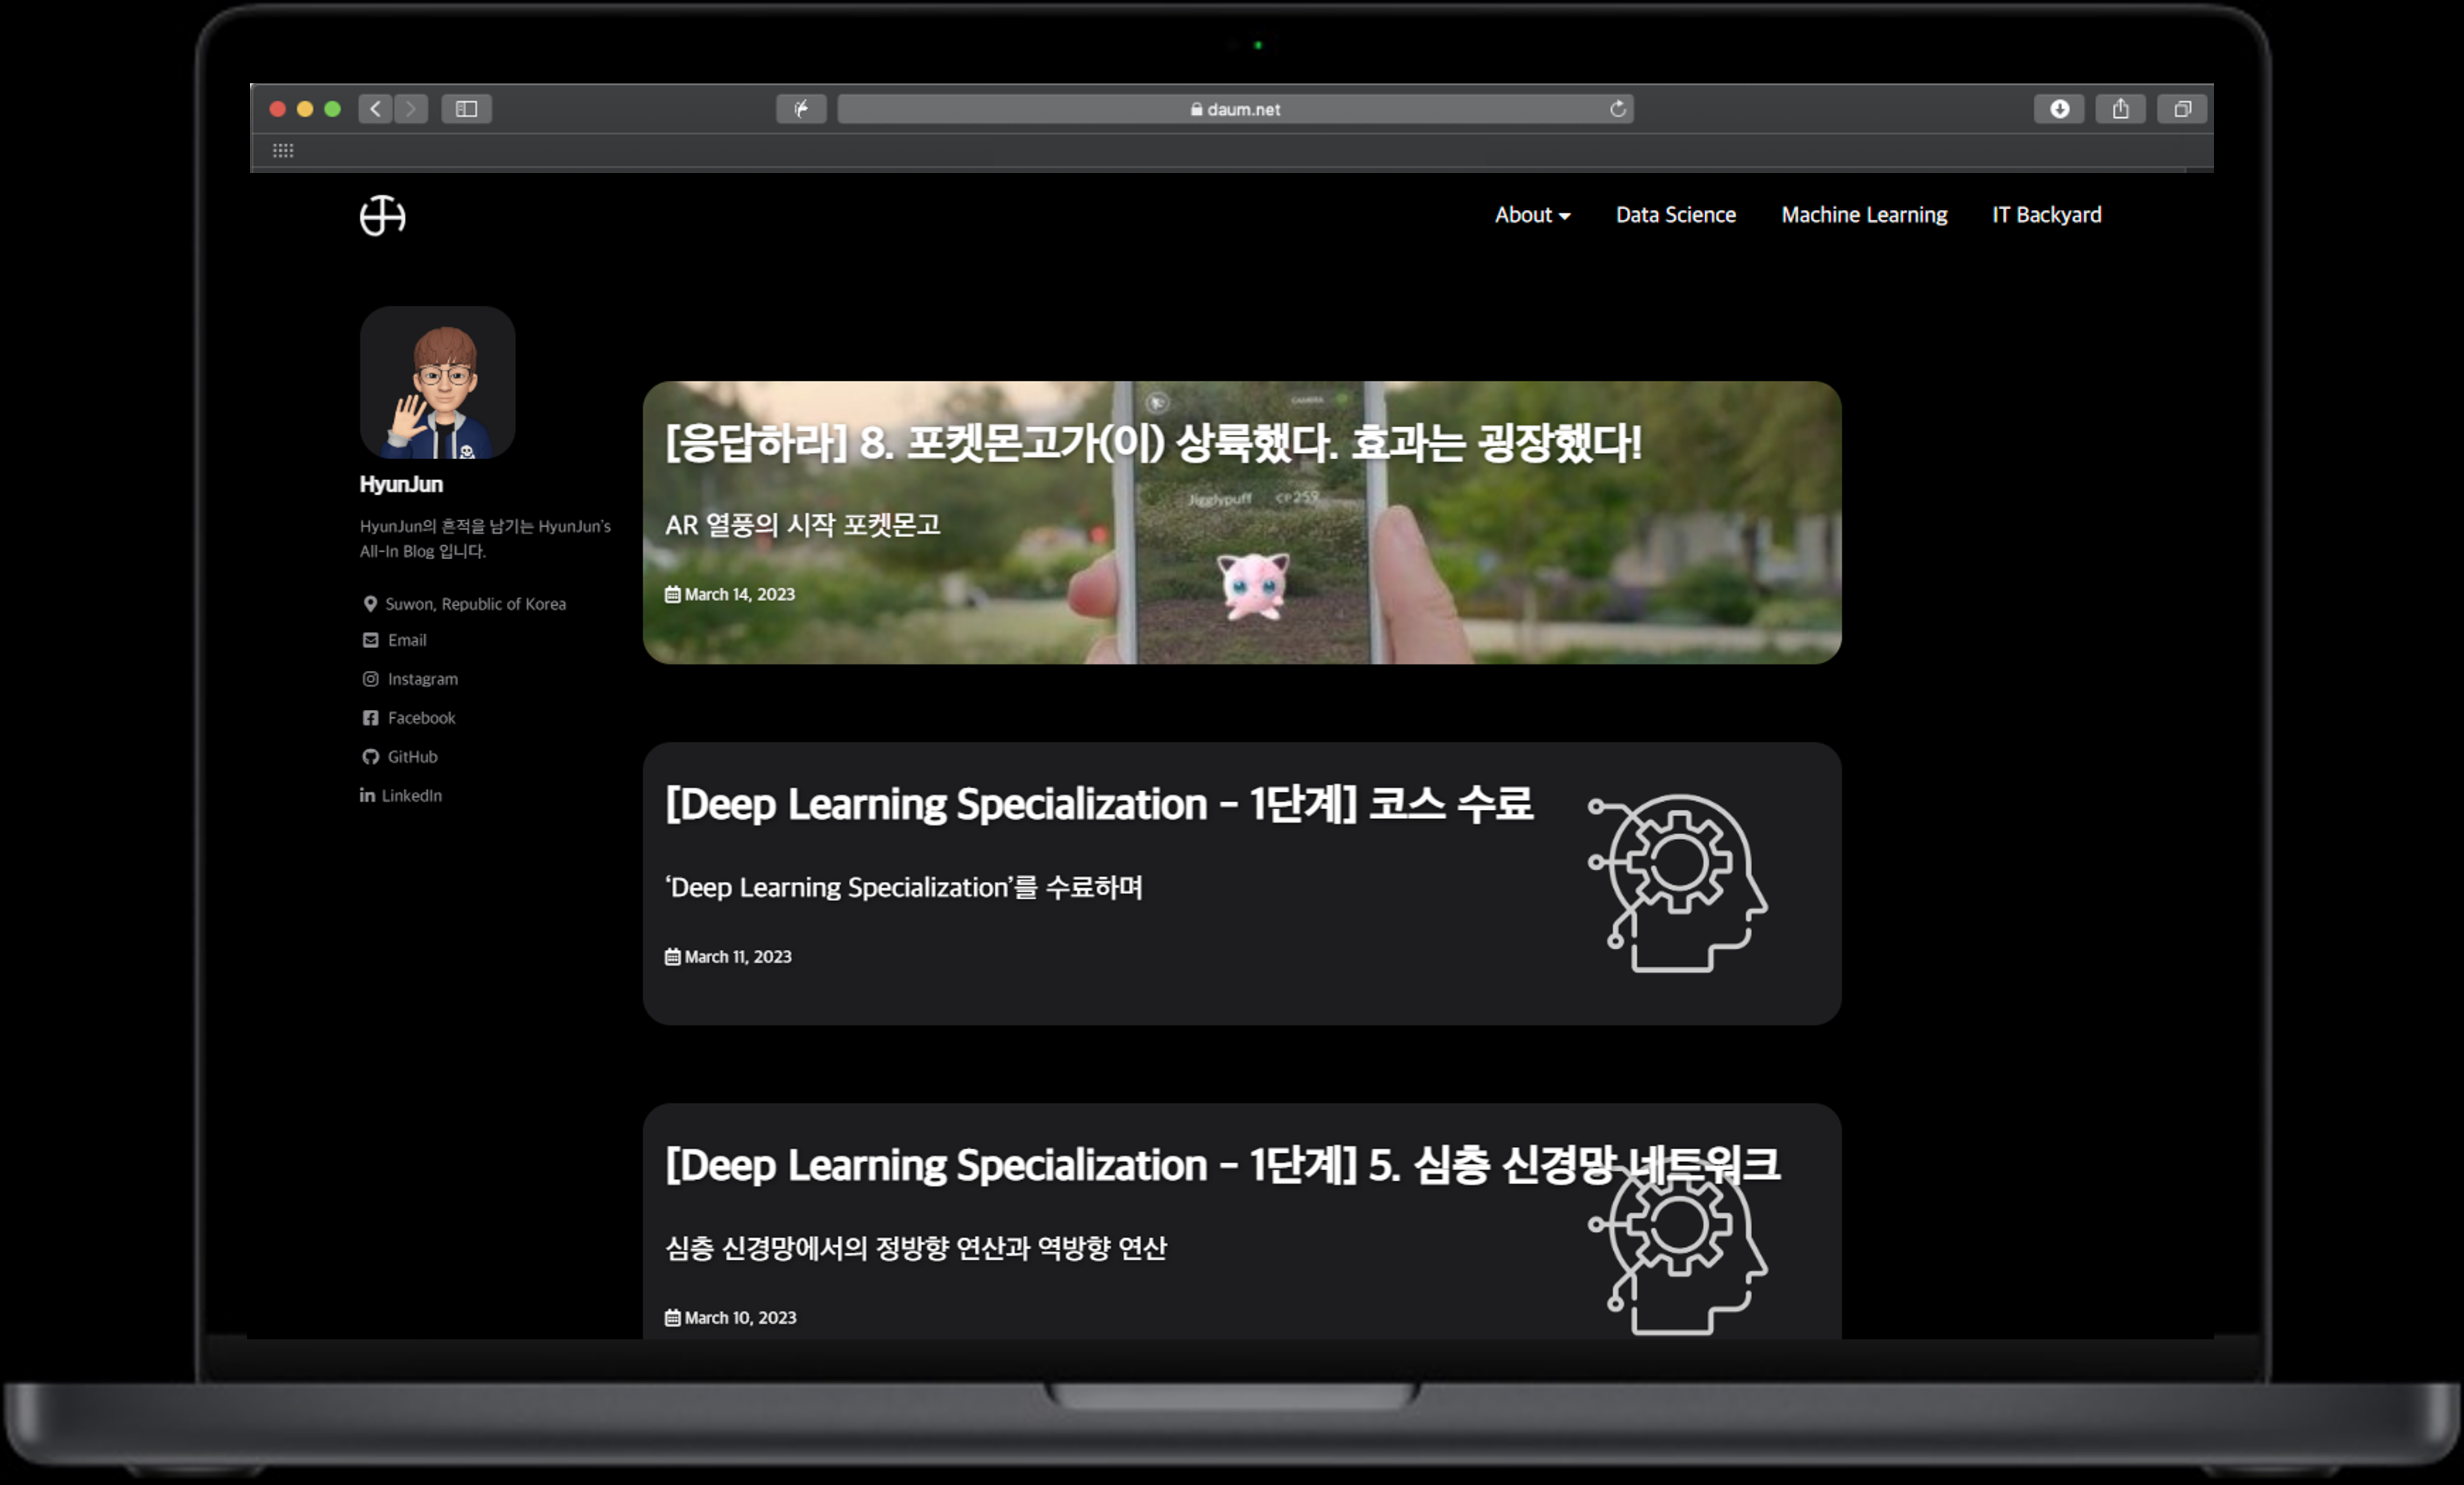 daum.net
About
Data Science
Machine Learning
IT Backyard
HyunJun
HyunJun의 흔적을 남기는 HyunJun's
All-In Blog 입니다.
Suwon, Republic of Korea
Email
Instagram
Facebook
GitHub
LinkedIn
CAMERA
[응답하라] 8. 포켓몬고가(이) 상륙했다. 효과는 굉장했다!
Jigglypuff CP259
AR 열풍의 시작 포켓몬고
March 14, 2023
[Deep Learning Specialization - 1단계] 코스 수료
‘Deep Learning Specialization’를 수료하며
March 11, 2023
[Deep Learning Specialization - 1단계] 5. 심층 신경망 네트워크
심층 신경망에서의 정방향 연산과 역방향 연산
March 10, 2023